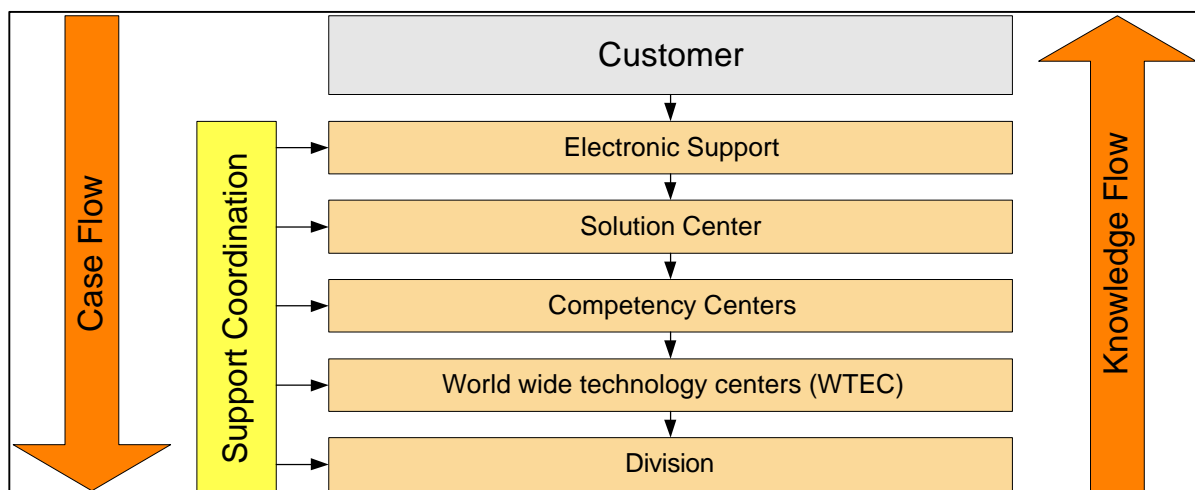 Customer
Electronic Support
Solution Center
Competency Centers
World wide technology centers (WTEC)
Division
Case Flow
Support Coordination
Knowledge Flow